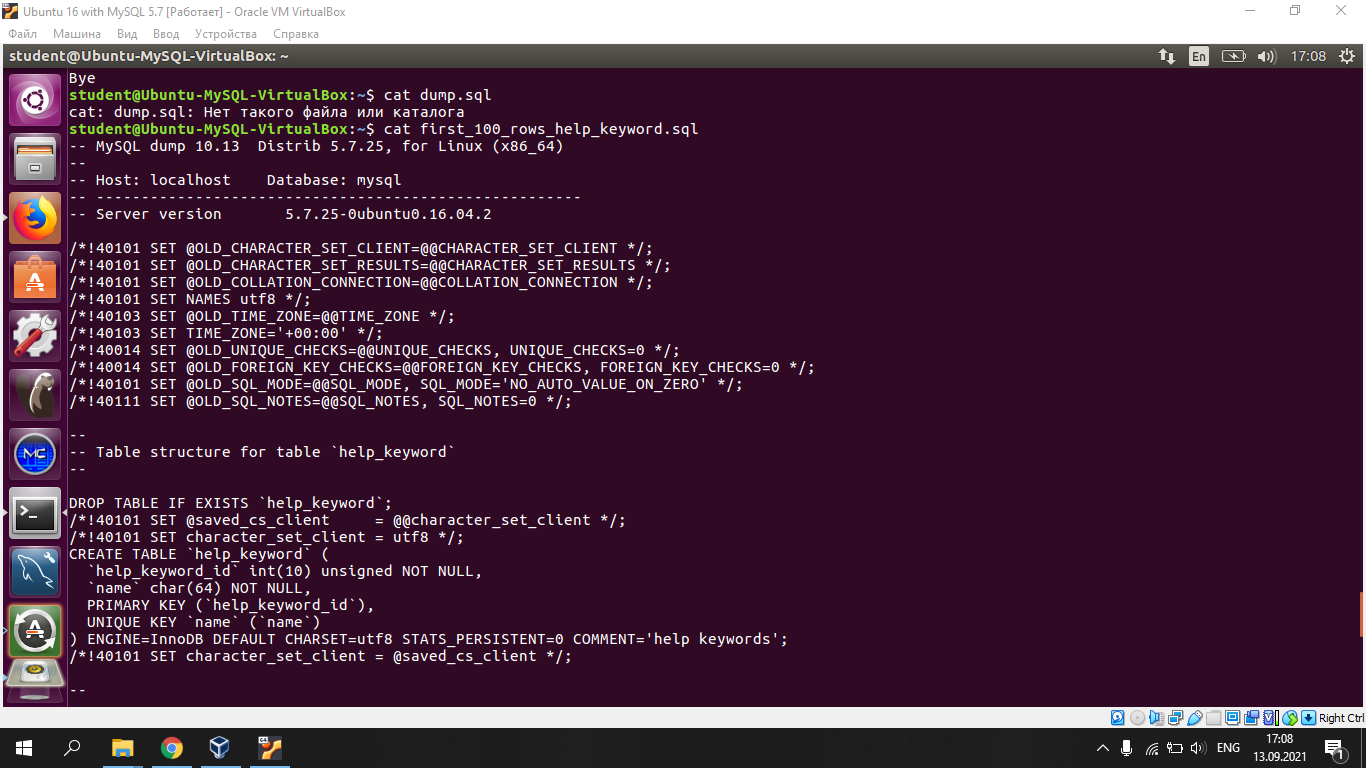 Ubuntu 16 with MySQL 5.7 [Работает] - Oracle VM VirtualBox
Файл Машина Вид Ввод Устройства Справка
student@Ubuntu-MySQL-VirtualBox: ~ En 17:08
Bye
student@Ubuntu-MySQL-VirtualBox:~$ cat dump.sql
cat: dump.sql: Нет такого файла или каталога
student@Ubuntu-MySQL-VirtualBox:~$ cat first_100_rows_help_keyword.sql
-- MySQL dump 10.13  Distrib 5.7.25, for Linux (x86_64)
--
-- Host: localhost    Database: mysql
-- ------------------------------------------------------
-- Server version       5.7.25-0ubuntu0.16.04.2
/*!40101 SET @OLD_CHARACTER_SET_CLIENT=@@CHARACTER_SET_CLIENT */;
/*!40101 SET @OLD_CHARACTER_SET_RESULTS=@@CHARACTER_SET_RESULTS */;
/*!40101 SET @OLD_COLLATION_CONNECTION=@@COLLATION_CONNECTION */;
/*!40101 SET NAMES utf8 */;
/*!40103 SET @OLD_TIME_ZONE=@@TIME_ZONE */;
/*!40103 SET TIME_ZONE='+00:00' */;
/*!40014 SET @OLD_UNIQUE_CHECKS=@@UNIQUE_CHECKS, UNIQUE_CHECKS=0 */;
/*!40014 SET @OLD_FOREIGN_KEY_CHECKS=@@FOREIGN_KEY_CHECKS, FOREIGN_KEY_CHECKS=0 */;
/*!40101 SET @OLD_SQL_MODE=@@SQL_MODE, SQL_MODE='NO_AUTO_VALUE_ON_ZERO' */;
/*!40111 SET @OLD_SQL_NOTES=@@SQL_NOTES, SQL_NOTES=0 */;
--
-- Table structure for table `help_keyword`
--
DROP TABLE IF EXISTS `help_keyword`;
/*!40101 SET @saved_cs_client     = @@character_set_client */;
/*!40101 SET character_set_client = utf8 */;
CREATE TABLE `help_keyword` (
  `help_keyword_id` int(10) unsigned NOT NULL,
  `name` char(64) NOT NULL,
  PRIMARY KEY (`help_keyword_id`),
  UNIQUE KEY `name` (`name`)
) ENGINE=InnoDB DEFAULT CHARSET=utf8 STATS_PERSISTENT=0 COMMENT='help keywords';
/*!40101 SET character_set_client = @saved_cs_client */;
--
MC
Right Ctrl
ENG
17:08
13.09.2021
1